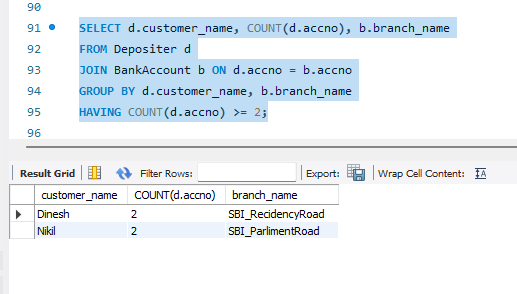 90
91 SELECT d.customer_name, COUNT(d.accno), b.branch_name
92 FROM Depositer d
93 JOIN BankAccount b ON d.accno = b.accno
94 GROUP BY d.customer_name, b.branch_name
95 HAVING COUNT(d.accno) >= 2;
96
Result Grid Filter Rows: Export: Wrap Cell Content: IA
customer_name COUNT(d.accno) branch_name
Dinesh 2 SBI_RecidencyRoad
Nikil 2 SBI_ParlimentRoad